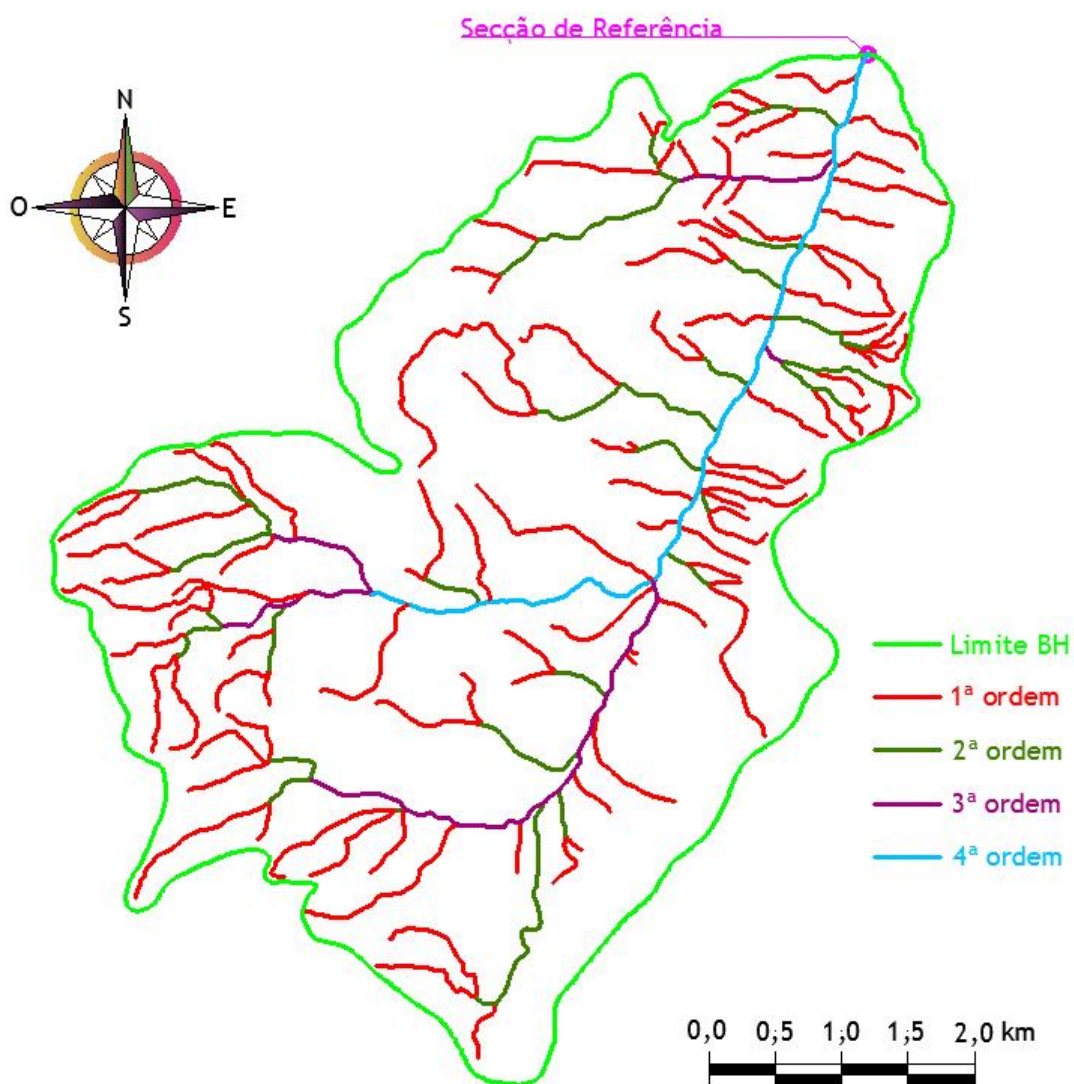 Secção de Referência
N
O
E
S
Limite BH
1ª ordem
2ª ordem
3ª ordem
4ª ordem
0,0 0,5 1,0 1,5 2,0 km